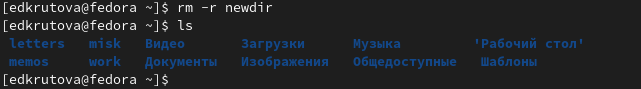 [edkrutova@fedora ~]$ rm -r newdir
[edkrutova@fedora ~]$ ls
letters misk Видео Загрузки Музыка 'Рабочий стол'
memos work Документы Изображения Общедоступные Шаблоны
[edkrutova@fedora ~]$